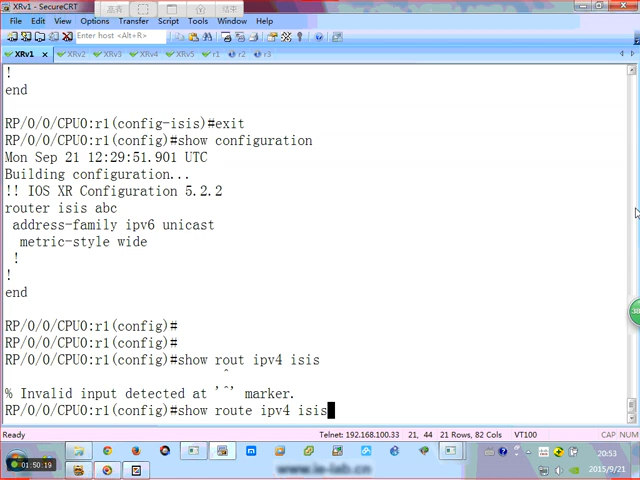 XRv1 - SecureCRT
File Edit View Options Transfer Script Tools Window Help
Enter host <Alt+R>
XRv1 XRv2 XRv3 XRv4 XRv5 r1 r2 r3
!
end
RP/0/0/CPU0:r1(config-isis)#exit
RP/0/0/CPU0:r1(config)#show configuration
Mon Sep 21 12:29:51.901 UTC
Building configuration...
!! IOS XR Configuration 5.2.2
router isis abc
address-family ipv6 unicast
metric-style wide
!
!
end
RP/0/0/CPU0:r1(config)#
RP/0/0/CPU0:r1(config)#
RP/0/0/CPU0:r1(config)#show rout ipv4 isis
^
% Invalid input detected at '^' marker.
RP/0/0/CPU0:r1(config)#show route ipv4 isis
Ready Telnet: 192.168.100.33 21, 44 21 Rows, 82 Cols VT100 CAP NUM
01:50:19
www.ie-lab.cn
20:53
2015/9/21